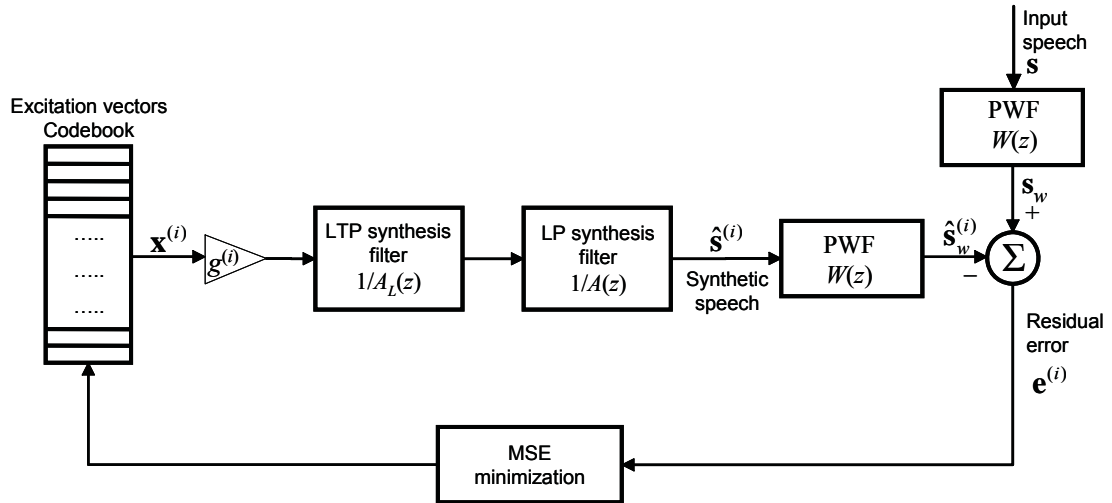 Input
speech
s
PWF
W(z)
s_w
+
Excitation vectors
Codebook
.....
.....
.....
x^(i)
g^(i)
LTP synthesis
filter
1/A_L(z)
LP synthesis
filter
1/A(z)
ŝ^(i)
Synthetic
speech
PWF
W(z)
ŝ_w^(i)
−
Σ
Residual
error
e^(i)
MSE
minimization